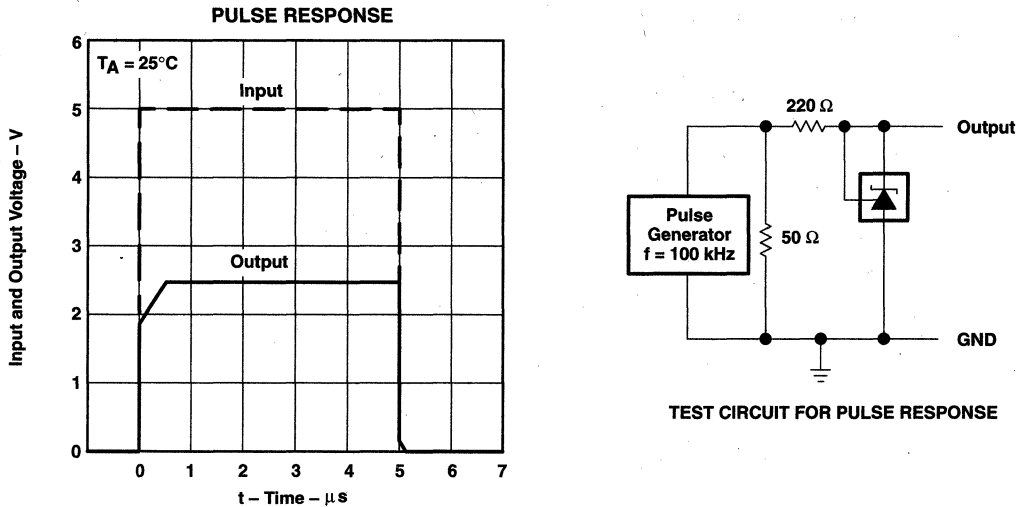 PULSE RESPONSE
6
5
4
3
2
1
0
Input and Output Voltage – V
TA = 25°C
Input
Output
0 1 2 3 4 5 6 7
t – Time – μs
220 Ω
Output
Pulse
Generator
f = 100 kHz
50 Ω
GND
TEST CIRCUIT FOR PULSE RESPONSE